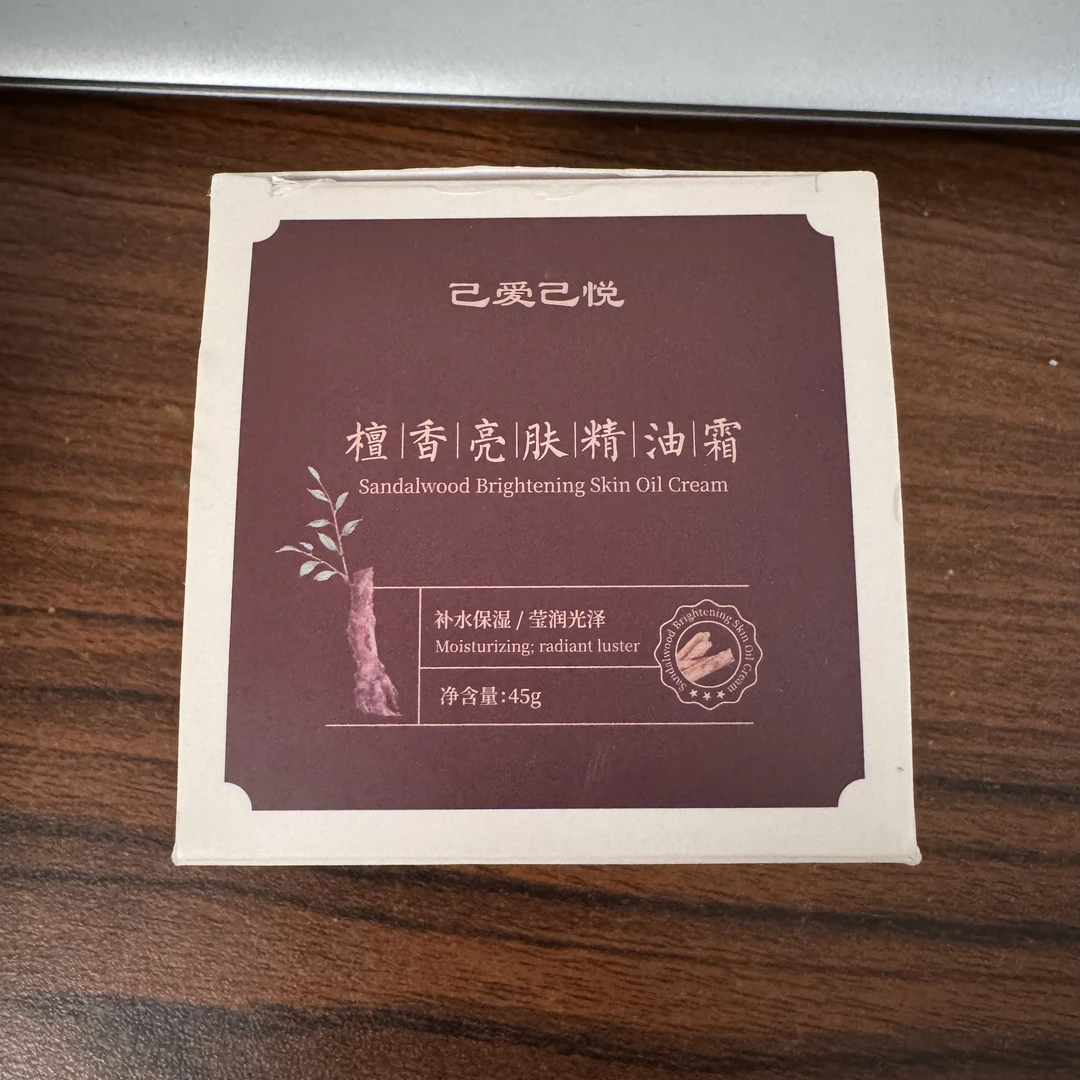 己爱己悦
檀|香|亮|肤|精|油|霜
Sandalwood Brightening Skin Oil Cream
补水保湿 / 莹润光泽
Moisturizing; radiant luster
净含量:45g
Sandalwood Brightening Skin Oil Cream